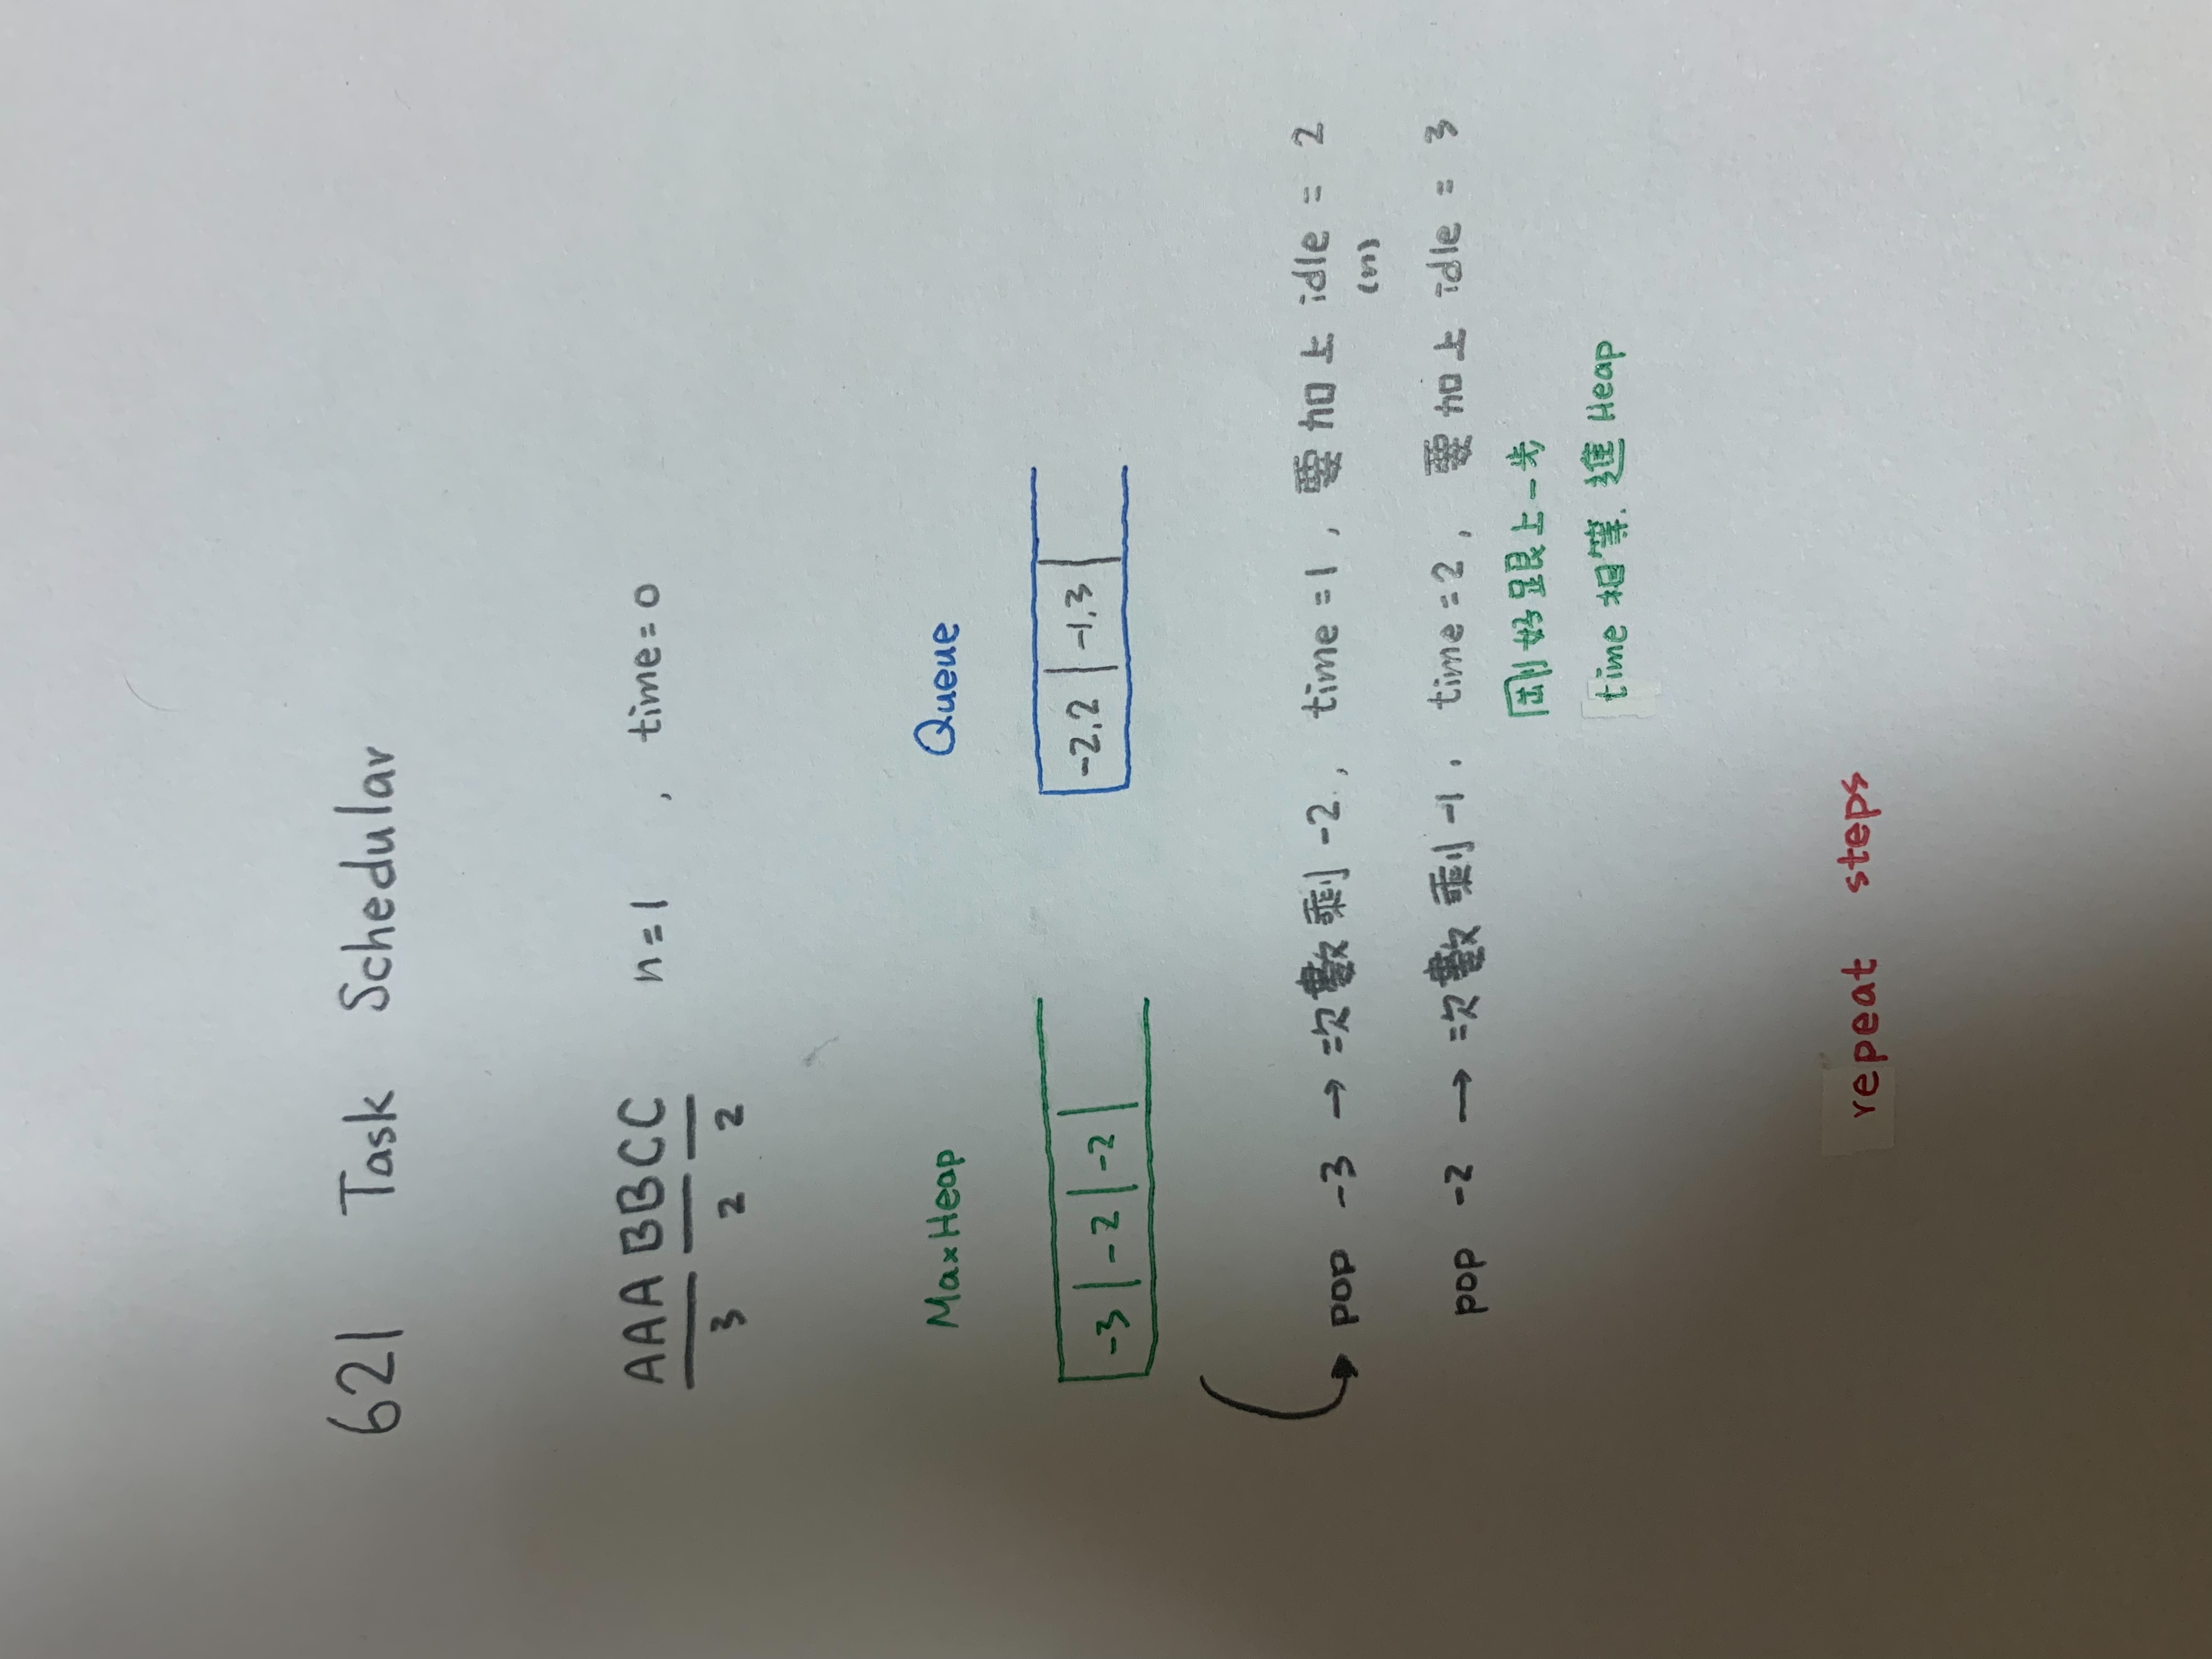 621 Task Schedular
AAA BB CC n=1 , time=0
3 2 2
MaxHeap Queue
-3 -2 -2 -2,2 -1,3
pop -3 → 次數剩 -2, time=1, 要加上 idle = 2
(n)
pop -2 → 次數剩 -1, time=2, 要加上 idle = 3
剛好跟上一步
time 相等. 進 Heap
repeat steps